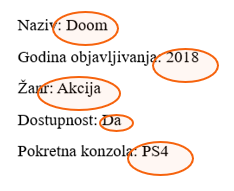 Naziv: Doom
Godina objavljivanja: 2018
Žanr: Akcija
Dostupnost: Da
Pokretna konzola: PS4